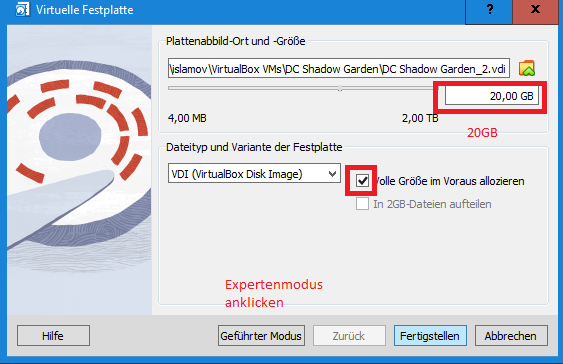 Virtuelle Festplatte
? X
Plattenabbild-Ort und -Größe
\islamov\VirtualBox VMs\DC Shadow Garden\DC Shadow Garden_2.vdi
20,00 GB
4,00 MB 2,00 TB
20GB
Dateityp und Variante der Festplatte
VDI (VirtualBox Disk Image)
Volle Größe im Voraus allozieren
In 2GB-Dateien aufteilen
Expertenmodus
anklicken
Hilfe Geführter Modus Zurück Fertigstellen Abbrechen